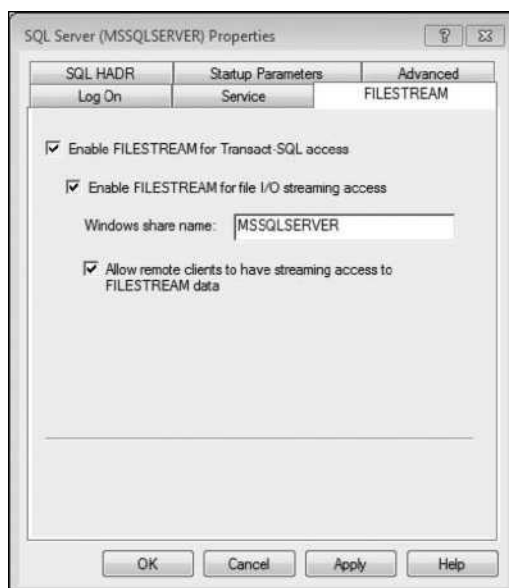 SQL Server (MSSQLSERVER) Properties
SQL HADR
Startup Parameters
Advanced
Log On
Service
FILESTREAM
Enable FILESTREAM for Transact-SQL access
Enable FILESTREAM for file I/O streaming access
Windows share name:
MSSQLSERVER
Allow remote clients to have streaming access to
FILESTREAM data
OK
Cancel
Apply
Help